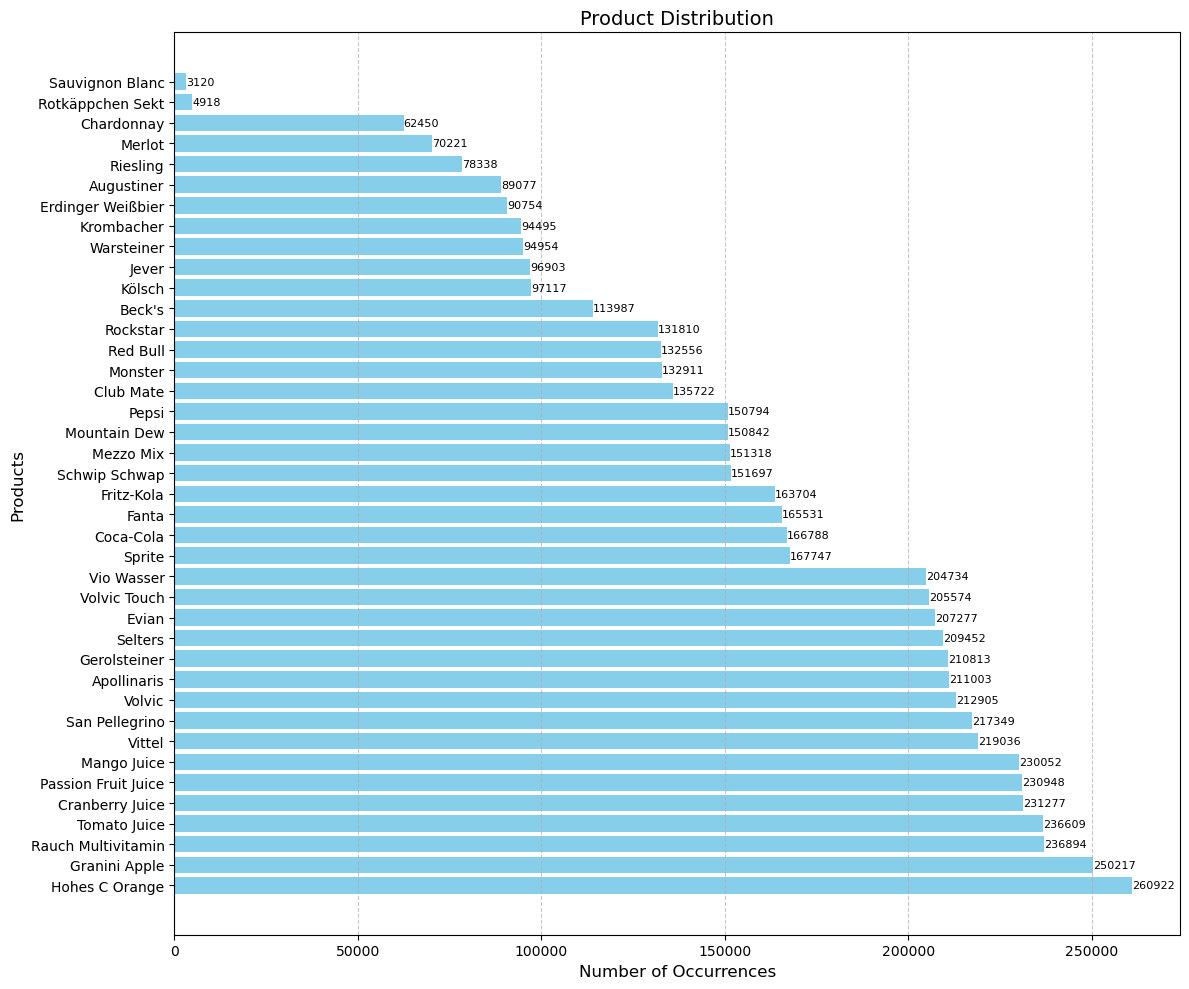 Product Distribution
Sauvignon Blanc 3120
Rotkäppchen Sekt 4918
Chardonnay 62450
Merlot 70221
Riesling 78338
Augustiner 89077
Erdinger Weißbier 90754
Krombacher 94495
Warsteiner 94954
Jever 96903
Kölsch 97117
Beck's 113987
Rockstar 131810
Red Bull 132556
Monster 132911
Club Mate 135722
Pepsi 150794
Mountain Dew 150842
Mezzo Mix 151318
Schwip Schwap 151697
Fritz-Kola 163704
Fanta 165531
Coca-Cola 166788
Sprite 167747
Vio Wasser 204734
Volvic Touch 205574
Evian 207277
Selters 209452
Gerolsteiner 210813
Apollinaris 211003
Volvic 212905
San Pellegrino 217349
Vittel 219036
Mango Juice 230052
Passion Fruit Juice 230948
Cranberry Juice 231277
Tomato Juice 236609
Rauch Multivitamin 236894
Granini Apple 250217
Hohes C Orange 260922
Products
0 50000 100000 150000 200000 250000
Number of Occurrences